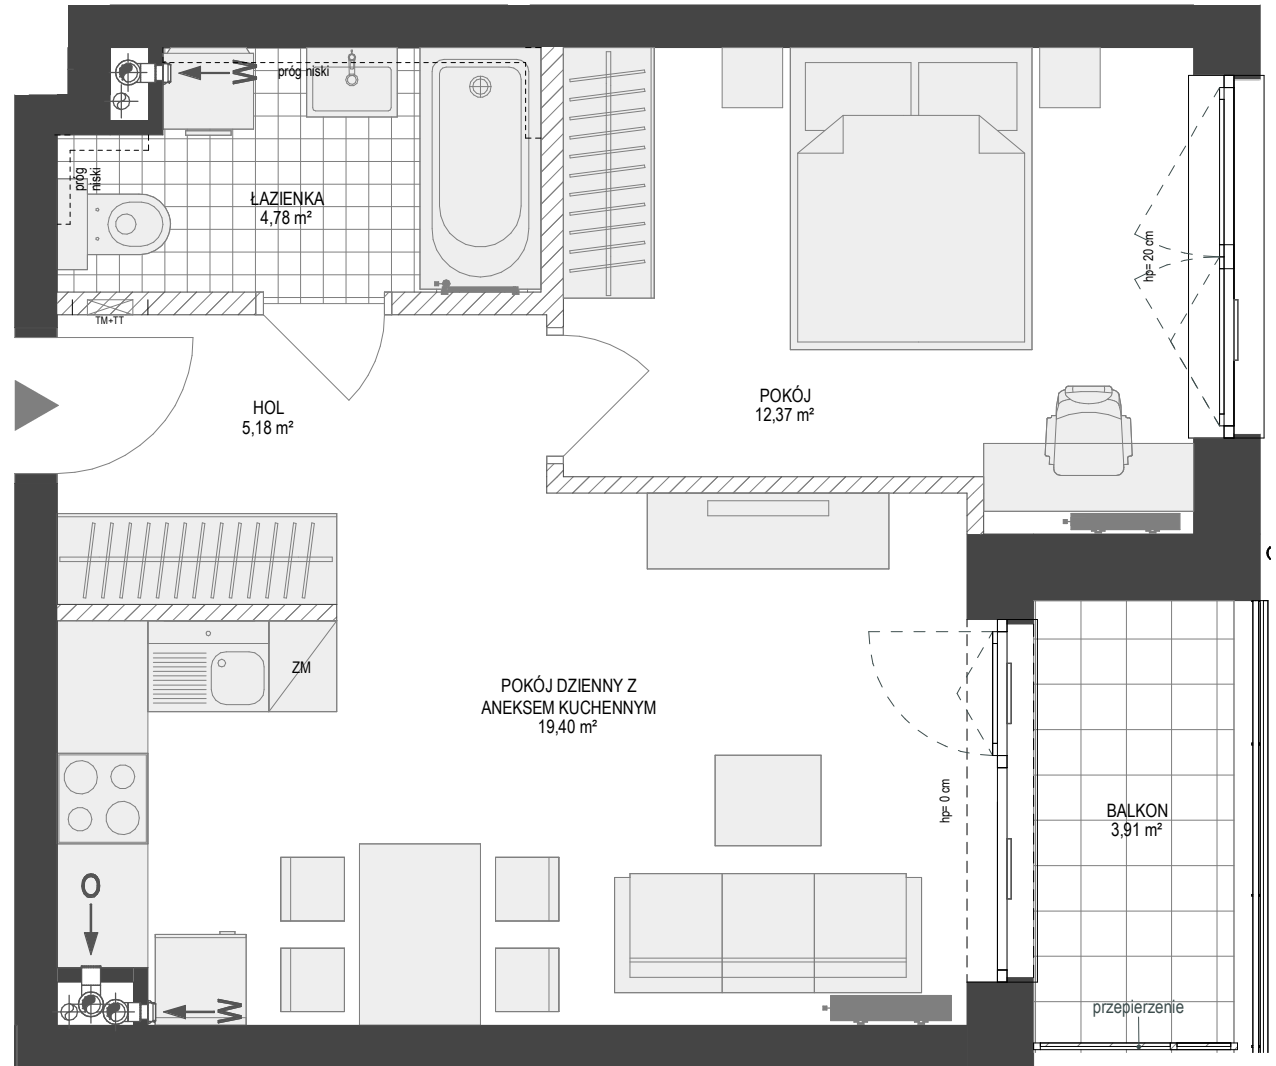 W
próg niski
próg
niski
ŁAZIENKA
4,78 m²
TM+TT
hp= 20 cm
HOL
5,18 m²
POKÓJ
12,37 m²
ZM
POKÓJ DZIENNY Z
ANEKSEM KUCHENNYM
19,40 m²
hp= 0 cm
BALKON
3,91 m²
O
W
przepierzenie